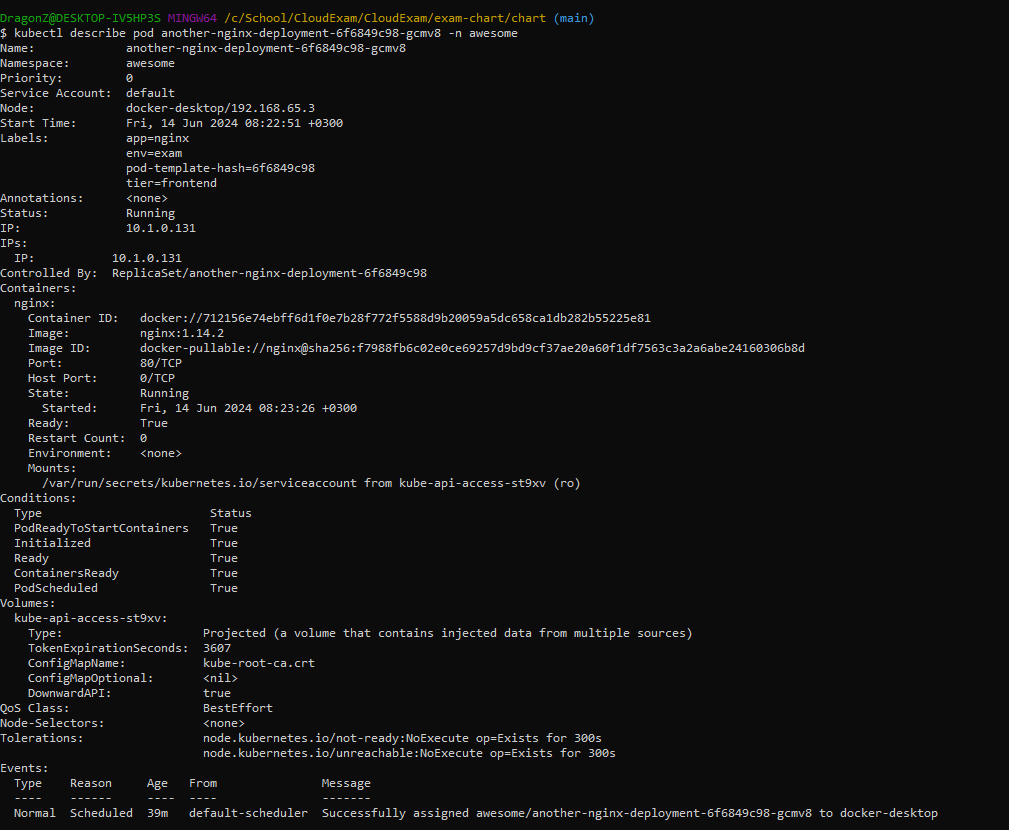 DragonZ@DESKTOP-IV5HP3S MINGW64 /c/School/CloudExam/CloudExam/exam-chart/chart (main)
$ kubectl describe pod another-nginx-deployment-6f6849c98-gcmv8 -n awesome
Name:             another-nginx-deployment-6f6849c98-gcmv8
Namespace:        awesome
Priority:         0
Service Account:  default
Node:             docker-desktop/192.168.65.3
Start Time:       Fri, 14 Jun 2024 08:22:51 +0300
Labels:           app=nginx
                  env=exam
                  pod-template-hash=6f6849c98
                  tier=frontend
Annotations:      <none>
Status:           Running
IP:               10.1.0.131
IPs:
  IP:           10.1.0.131
Controlled By:  ReplicaSet/another-nginx-deployment-6f6849c98
Containers:
  nginx:
    Container ID:   docker://712156e74ebff6d1f0e7b28f772f5588d9b20059a5dc658ca1db282b55225e81
    Image:          nginx:1.14.2
    Image ID:       docker-pullable://nginx@sha256:f7988fb6c02e0ce69257d9bd9cf37ae20a60f1df7563c3a2a6abe24160306b8d
    Port:           80/TCP
    Host Port:      0/TCP
    State:          Running
      Started:      Fri, 14 Jun 2024 08:23:26 +0300
    Ready:          True
    Restart Count:  0
    Environment:    <none>
    Mounts:
      /var/run/secrets/kubernetes.io/serviceaccount from kube-api-access-st9xv (ro)
Conditions:
  Type                        Status
  PodReadyToStartContainers   True
  Initialized                 True
  Ready                       True
  ContainersReady             True
  PodScheduled                True
Volumes:
  kube-api-access-st9xv:
    Type:                    Projected (a volume that contains injected data from multiple sources)
    TokenExpirationSeconds:  3607
    ConfigMapName:           kube-root-ca.crt
    ConfigMapOptional:       <nil>
    DownwardAPI:             true
QoS Class:                   BestEffort
Node-Selectors:              <none>
Tolerations:                 node.kubernetes.io/not-ready:NoExecute op=Exists for 300s
                             node.kubernetes.io/unreachable:NoExecute op=Exists for 300s
Events:
  Type    Reason     Age   From               Message
  ----    ------     ----  ----               -------
  Normal  Scheduled  39m   default-scheduler  Successfully assigned awesome/another-nginx-deployment-6f6849c98-gcmv8 to docker-desktop